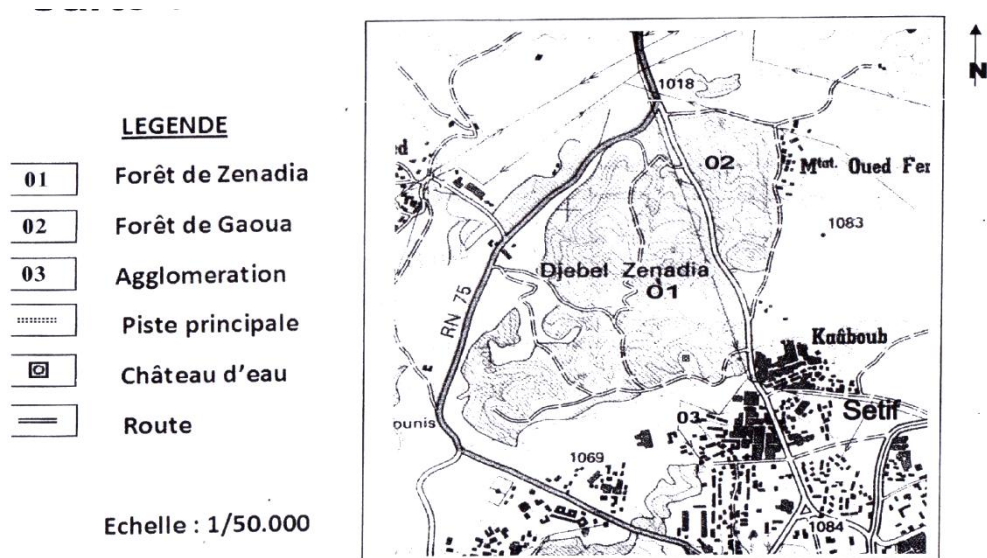 LEGENDE
01 Forêt de Zenadia
02 Forêt de Gaoua
03 Agglomeration
Piste principale
Château d'eau
Route
Echelle : 1/50.000
N
1018
02
Mtat. Oued Fer
1083
Djebel Zenadia
01
RN 75
Kaâboub
Setif
ounis
03
1069
1084